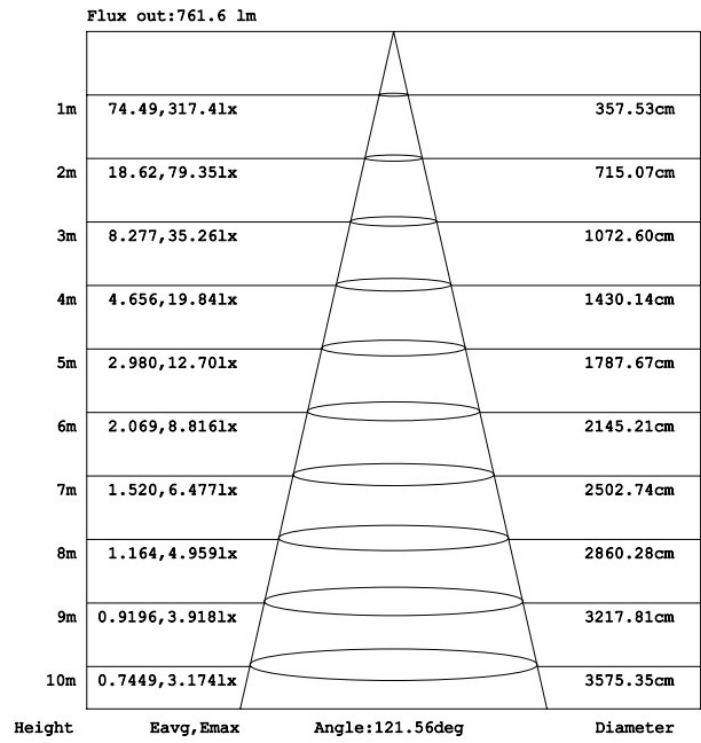 Flux out:761.6 lm
1m 74.49,317.4lx 357.53cm
2m 18.62,79.35lx 715.07cm
3m 8.277,35.26lx 1072.60cm
4m 4.656,19.84lx 1430.14cm
5m 2.980,12.70lx 1787.67cm
6m 2.069,8.816lx 2145.21cm
7m 1.520,6.477lx 2502.74cm
8m 1.164,4.959lx 2860.28cm
9m 0.9196,3.918lx 3217.81cm
10m 0.7449,3.174lx 3575.35cm
Height Eavg,Emax Angle:121.56deg Diameter